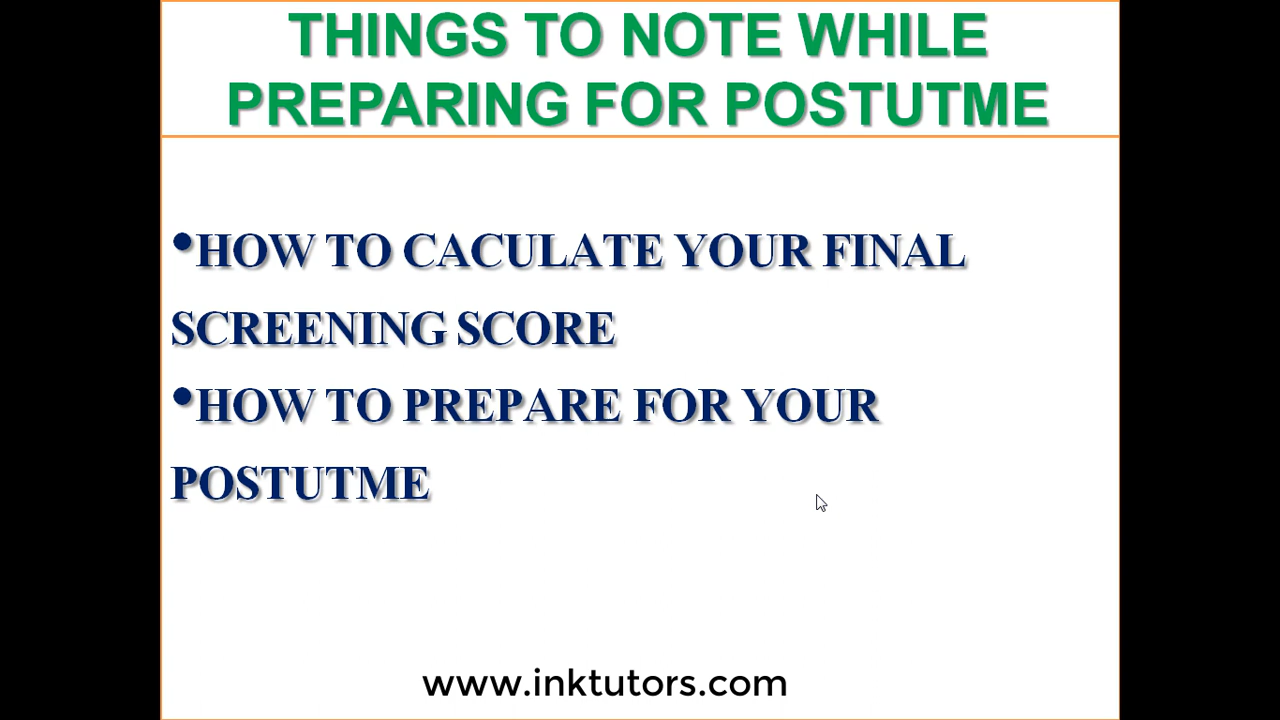 THINGS TO NOTE WHILE
PREPARING FOR POSTUTME
•HOW TO CACULATE YOUR FINAL
SCREENING SCORE
•HOW TO PREPARE FOR YOUR
POSTUTME
www.inktutors.com